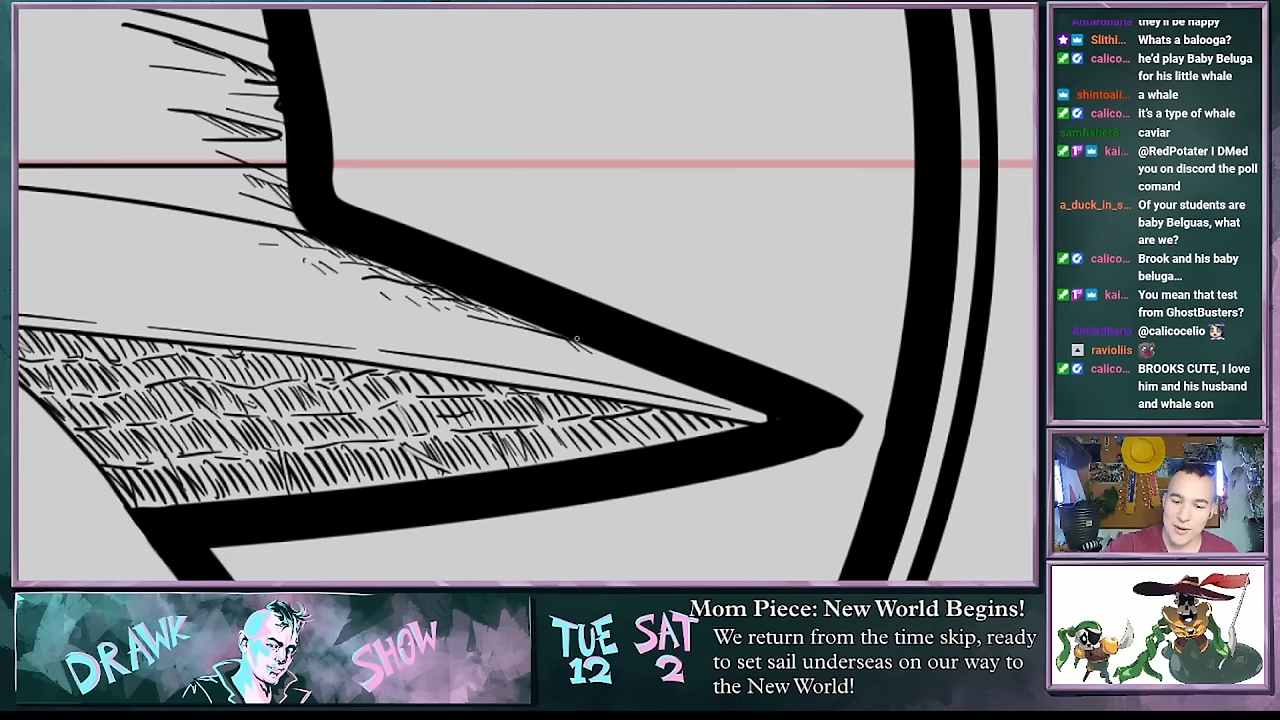 Antardhana they'll be happy
Slithi... Whats a balooga?
calico... he'd play Baby Beluga
for his little whale
shintoali... a whale
calico... it's a type of whale
samfisher8... caviar
kai... @RedPotater I DMed
you on discord the poll
comand
a_duck_in_s... Of your students are
baby Belguas, what
are we?
calico... Brook and his baby
beluga...
kai... You mean that test
from GhostBusters?
Antardhana @calicocelio
ravioliis
calico... BROOKS CUTE, I love
him and his husband
and whale son
DRAWK
SHOW
TUE
12
SAT
2
Mom Piece: New World Begins!
We return from the time skip, ready
to set sail underseas on our way to
the New World!